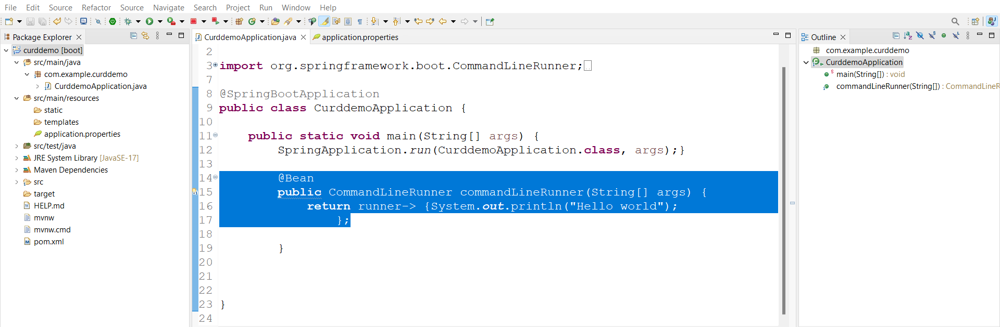 File Edit Source Refactor Source Navigate Search Project Run Window Help
Package Explorer
curddemo [boot]
src/main/java
com.example.curddemo
CurddemoApplication.java
src/main/resources
static
templates
application.properties
src/test/java
JRE System Library [JavaSE-17]
Maven Dependencies
src
target
HELP.md
mvnw
mvnw.cmd
pom.xml
CurddemoApplication.java application.properties
2
3 import org.springframework.boot.CommandLineRunner;
7
8 @SpringBootApplication
9 public class CurddemoApplication {
10
11 public static void main(String[] args) {
12 SpringApplication.run(CurddemoApplication.class, args);}
13
14 @Bean
15 public CommandLineRunner commandLineRunner(String[] args) {
16 return runner-> {System.out.println("Hello world");
17 };
18
19 }
20
21
22
23 }
24
Outline
com.example.curddemo
CurddemoApplication
main(String[]) : void
commandLineRunner(String[]) : CommandLineR